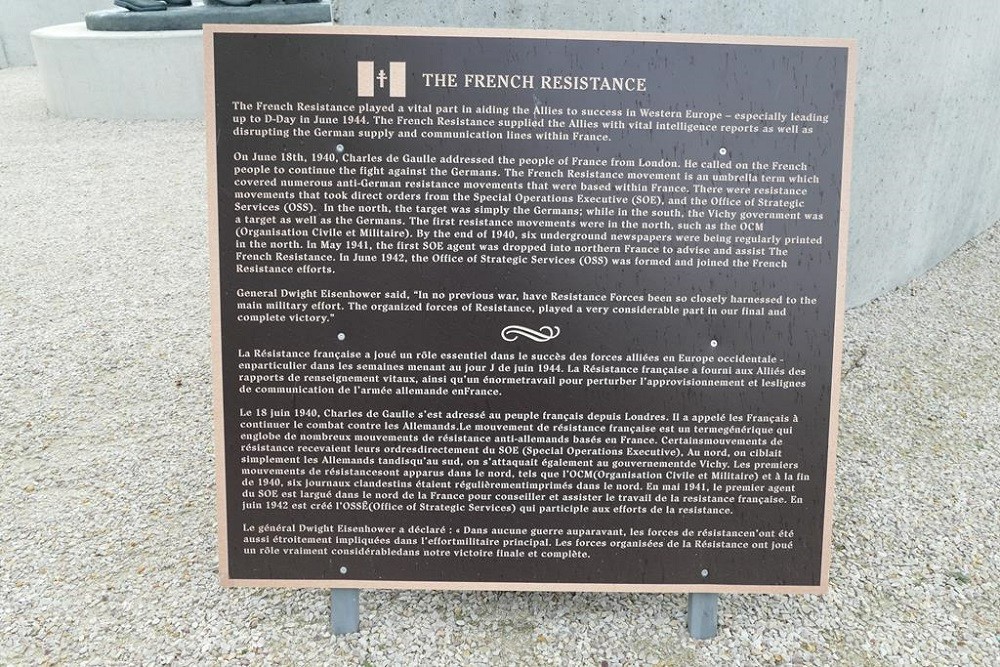 THE FRENCH RESISTANCE
The French Resistance played a vital part in aiding the Allies to success in Western Europe – especially leading
up to D-Day in June 1944. The French Resistance supplied the Allies with vital intelligence reports as well as
disrupting the German supply and communication lines within France.
On June 18th, 1940, Charles de Gaulle addressed the people of France from London. He called on the French
people to continue the fight against the Germans. The French Resistance movement is an umbrella term which
covered numerous anti-German resistance movements that were based within France. There were resistance
movements that took direct orders from the Special Operations Executive (SOE), and the Office of Strategic
Services (OSS). In the north, the target was simply the Germans; while in the south, the Vichy government was
a target as well as the Germans. The first resistance movements were in the north, such as the OCM
(Organisation Civile et Militaire). By the end of 1940, six underground newspapers were being regularly printed
in the north. In May 1941, the first SOE agent was dropped into northern France to advise and assist The
French Resistance. In June 1942, the Office of Strategic Services (OSS) was formed and joined the French
Resistance efforts.
General Dwight Eisenhower said, "In no previous war, have Resistance Forces been so closely harnessed to the
main military effort. The organized forces of Resistance, played a very considerable part in our final and
complete victory."
La Résistance française a joué un rôle essentiel dans le succès des forces alliées en Europe occidentale -
enparticulier dans les semaines menant au jour J de juin 1944. La Résistance française a fourni aux Alliés des
rapports de renseignement vitaux, ainsi qu'un énormetravail pour perturber l'approvisionnement et leslignes
de communication de l'armée allemande enFrance.
Le 18 juin 1940, Charles de Gaulle s'est adressé au peuple français depuis Londres. Il a appelé les Français à
continuer le combat contre les Allemands.Le mouvement de résistance française est un termegénérique qui
englobe de nombreux mouvements de résistance anti-allemands basés en France. Certainsmouvements de
résistance recevaient leurs ordresdirectement du SOE (Special Operations Executive), Au nord, on ciblait
simplement les Allemands tandisqu'au sud, on s'attaquait également au gouvernementde Vichy. Les premiers
mouvements de résistancesont apparus dans le nord, tels que l'OCM(Organisation Civile et Militaire) et à la fin
de 1940, six journaux clandestins étaient régulièrementimprimés dans le nord. En mai 1941, le premier agent
du SOE est largué dans le nord de la France pour conseiller et assister le travail de la resistance française. En
juin 1942 est créé l'OSSÉ(Office of Strategic Services) qui participle aux efforts de la resistance.
Le général Dwight Eisenhower a déclaré : « Dans aucune guerre auparavant, les forces de résistancen'ont été
aussi étroitement impliquées dans l'effortmilitaire principal. Les forces organisées de la Résistance ont joué
un rôle vraiment considérabledans notre victoire finale et complète.